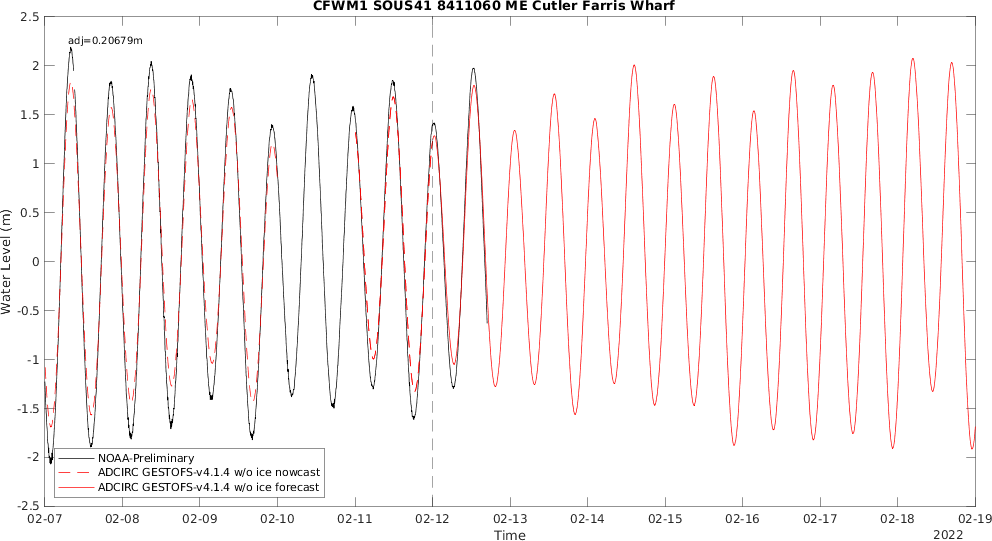 CFWM1 SOUS41 8411060 ME Cutler Farris Wharf
adj=0.20679m
2.5
2
1.5
1
0.5
0
-0.5
-1
-1.5
-2
-2.5
Water Level (m)
NOAA-Preliminary
ADCIRC GESTOFS-v4.1.4 w/o ice nowcast
ADCIRC GESTOFS-v4.1.4 w/o ice forecast
02-07 02-08 02-09 02-10 02-11 02-12 02-13 02-14 02-15 02-16 02-17 02-18 02-19
Time
2022